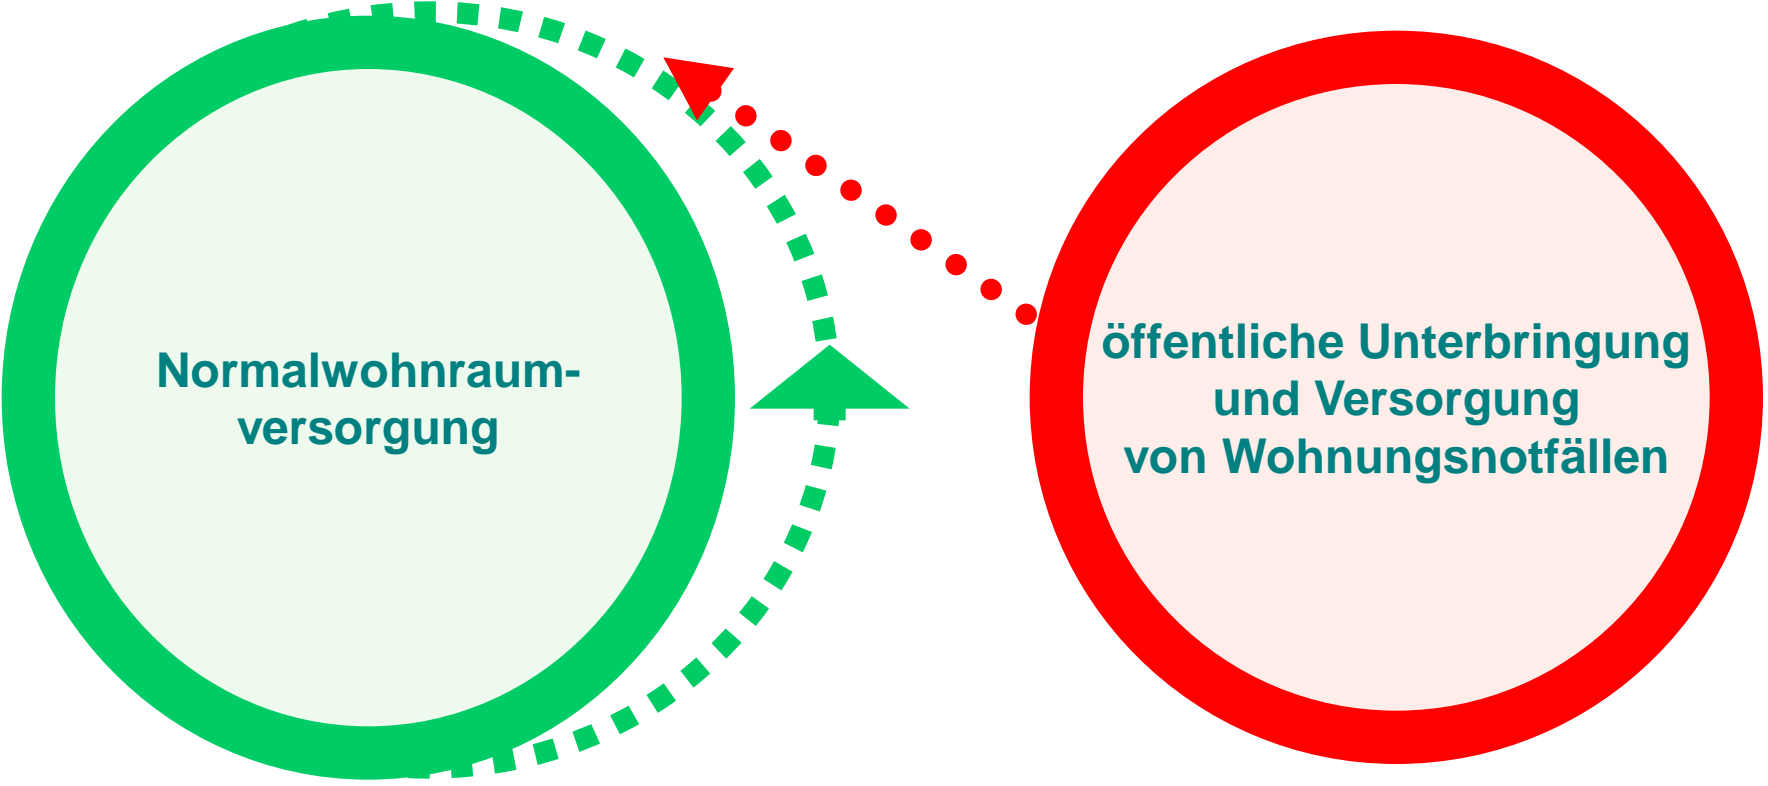 Normalwohnraum-
versorgung
öffentliche Unterbringung
und Versorgung
von Wohnungsnotfällen